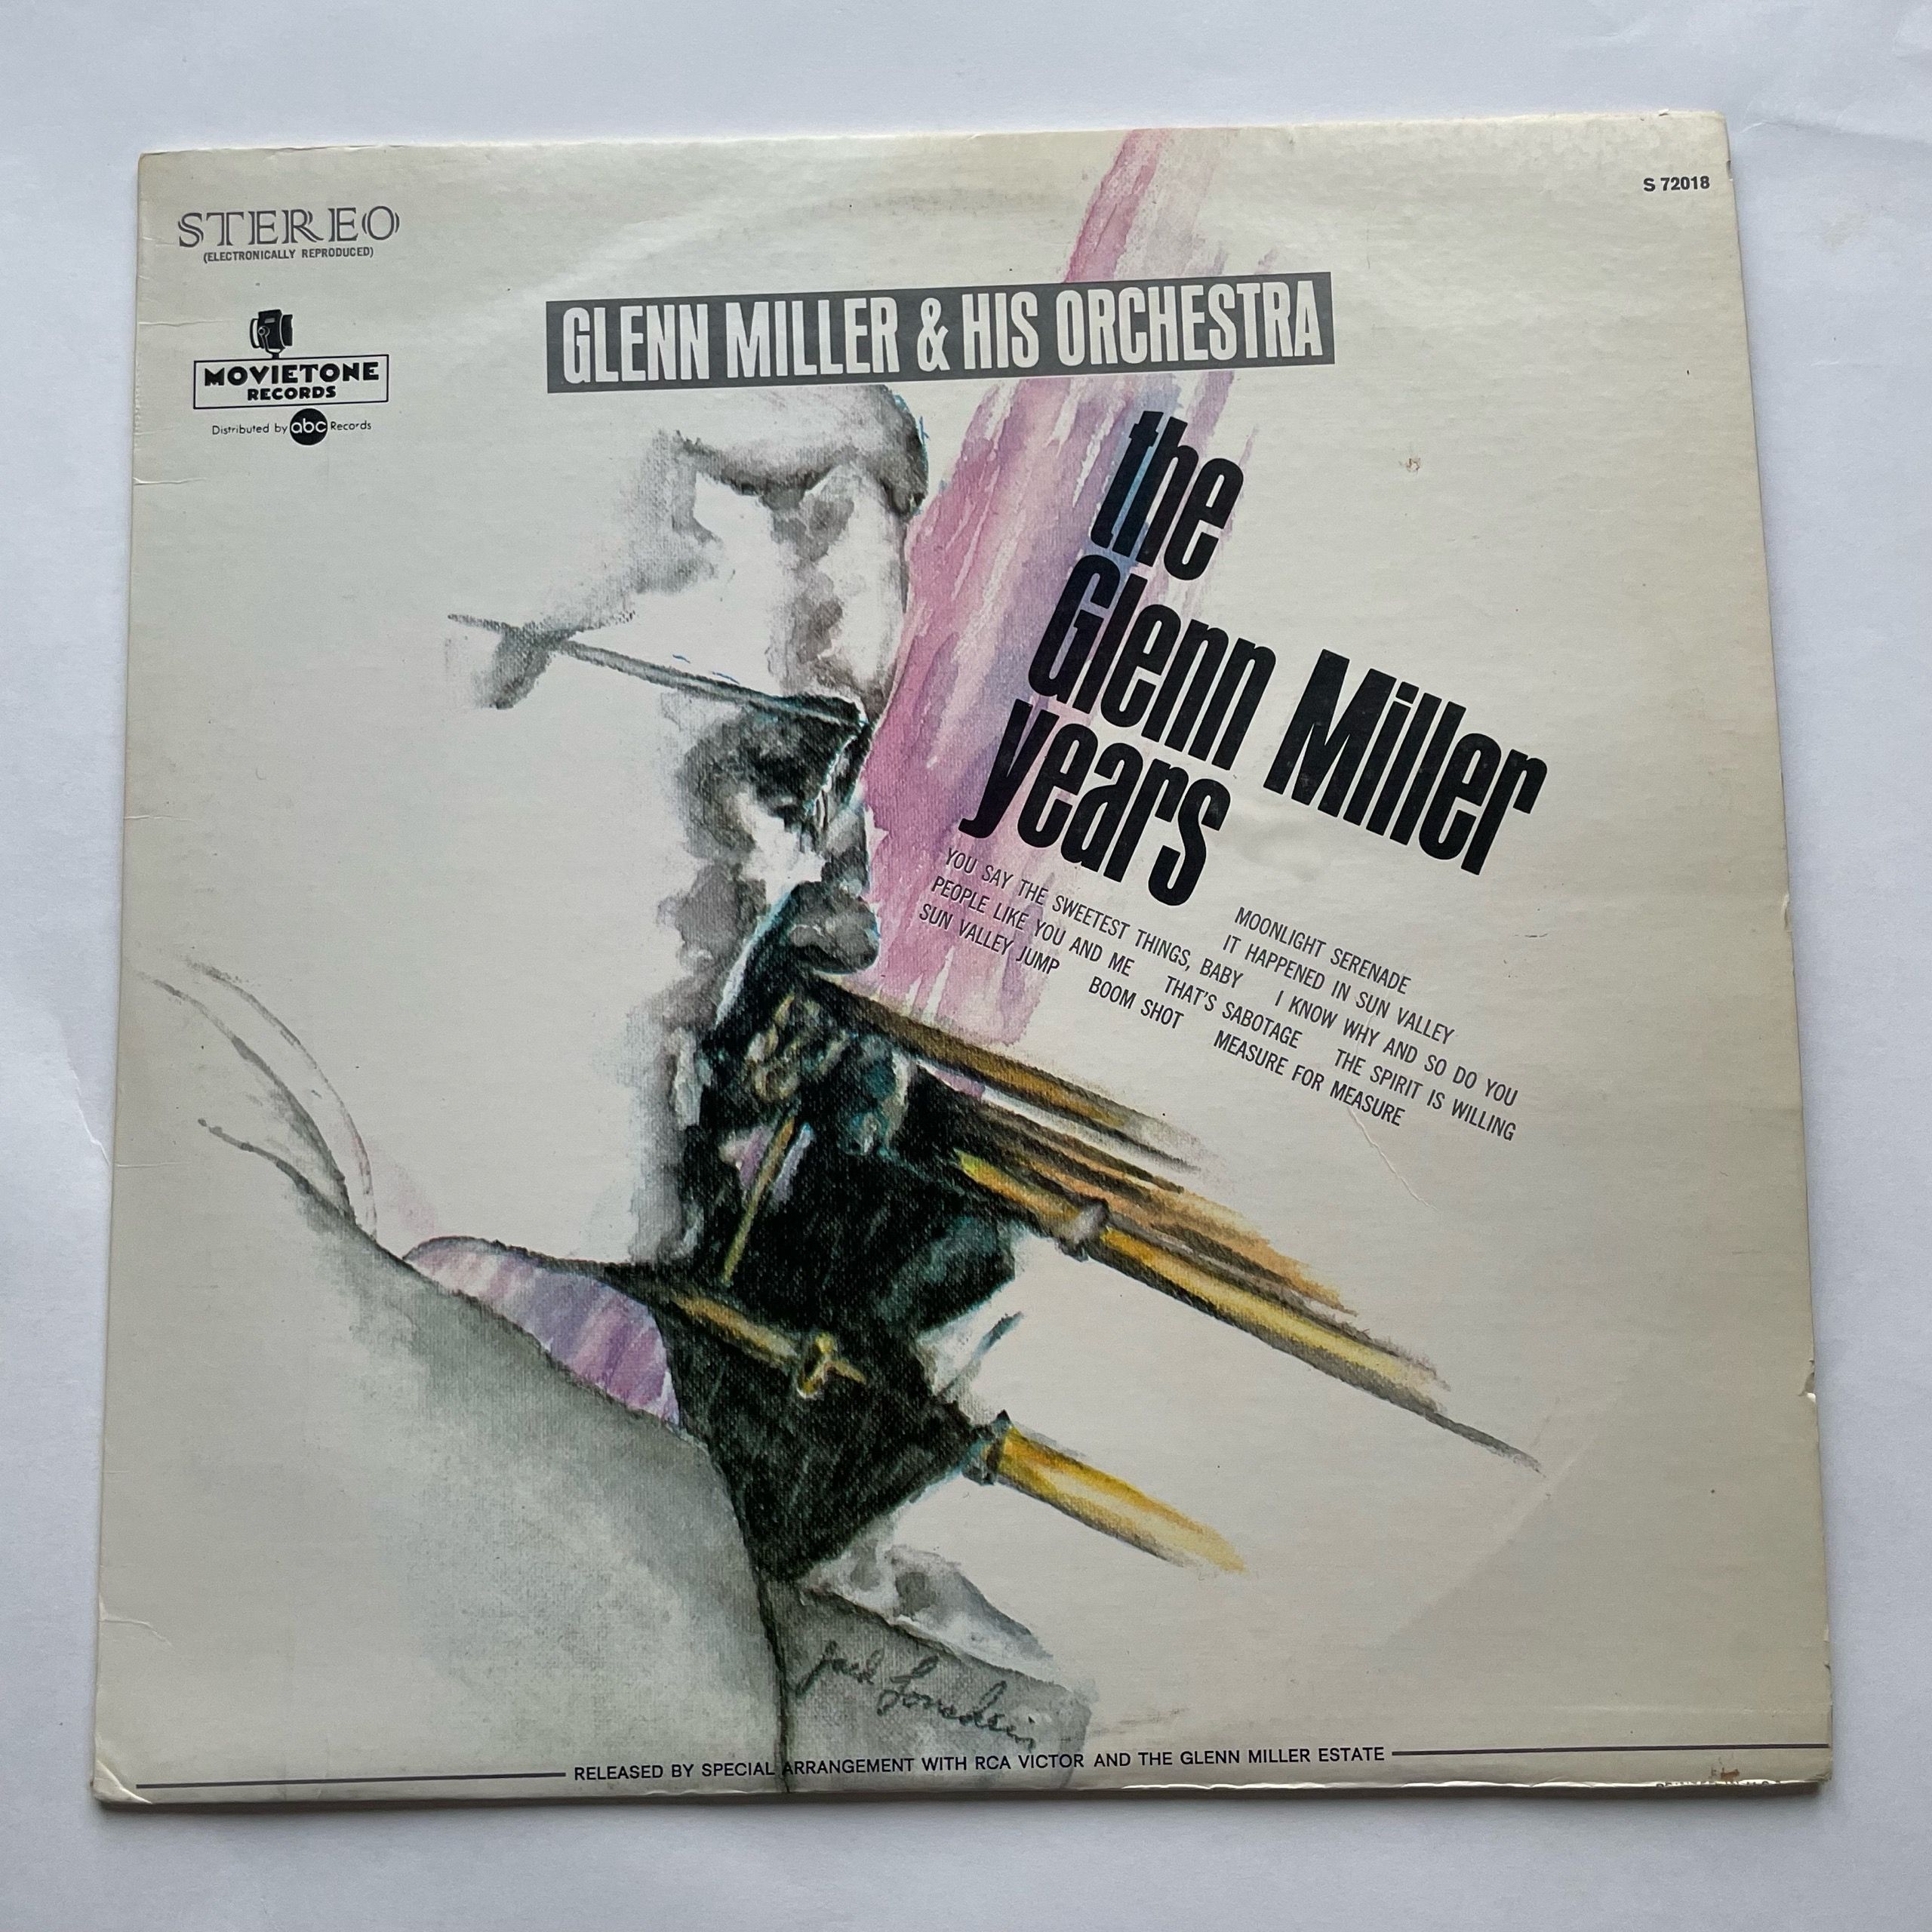 STEREO
(ELECTRONICALLY REPRODUCED)
S 72018
MOVIETONE
RECORDS
Distributed by abc Records
GLENN MILLER & HIS ORCHESTRA
the
Glenn Miller
years
MOONLIGHT SERENADE
YOU SAY THE SWEETEST THINGS, BABY IT HAPPENED IN SUN VALLEY
PEOPLE LIKE YOU AND ME I KNOW WHY AND SO DO YOU
SUN VALLEY JUMP THAT'S SABOTAGE THE SPIRIT IS WILLING
BOOM SHOT MEASURE FOR MEASURE
RELEASED BY SPECIAL ARRANGEMENT WITH RCA VICTOR AND THE GLENN MILLER ESTATE